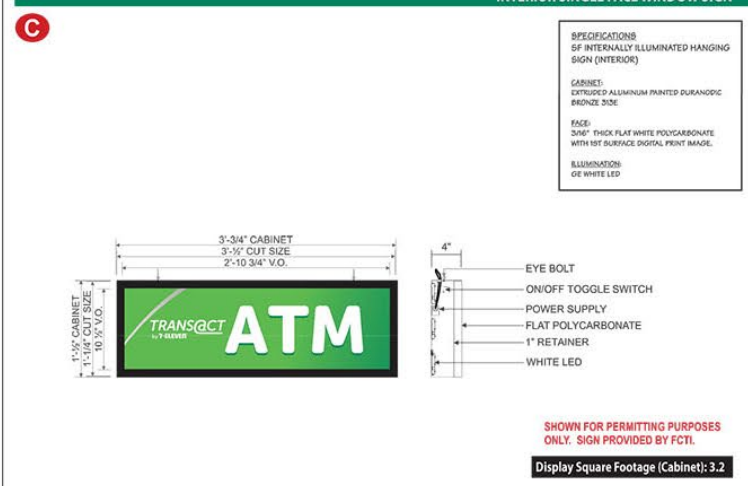 C
SPECIFICATIONS
SF INTERNALLY ILLUMINATED HANGING
SIGN (INTERIOR)
CABINET:
EXTRUDED ALUMINUM PAINTED DURANODIC
BRONZE 313E
FACE:
3/16" THICK FLAT WHITE POLYCARBONATE
WITH 1ST SURFACE DIGITAL PRINT IMAGE.
ILLUMINATION:
GE WHITE LED
3'-3/4" CABINET
3'-½" CUT SIZE
2'-10 3/4" V.O.
1'-½" CABINET
1'-1/4" CUT SIZE
10 ½" V.O.
TRANS@CT
by 7-ELEVEN
ATM
4"
EYE BOLT
ON/OFF TOGGLE SWITCH
POWER SUPPLY
FLAT POLYCARBONATE
1" RETAINER
WHITE LED
SHOWN FOR PERMITTING PURPOSES
ONLY. SIGN PROVIDED BY FCTI.
Display Square Footage (Cabinet): 3.2